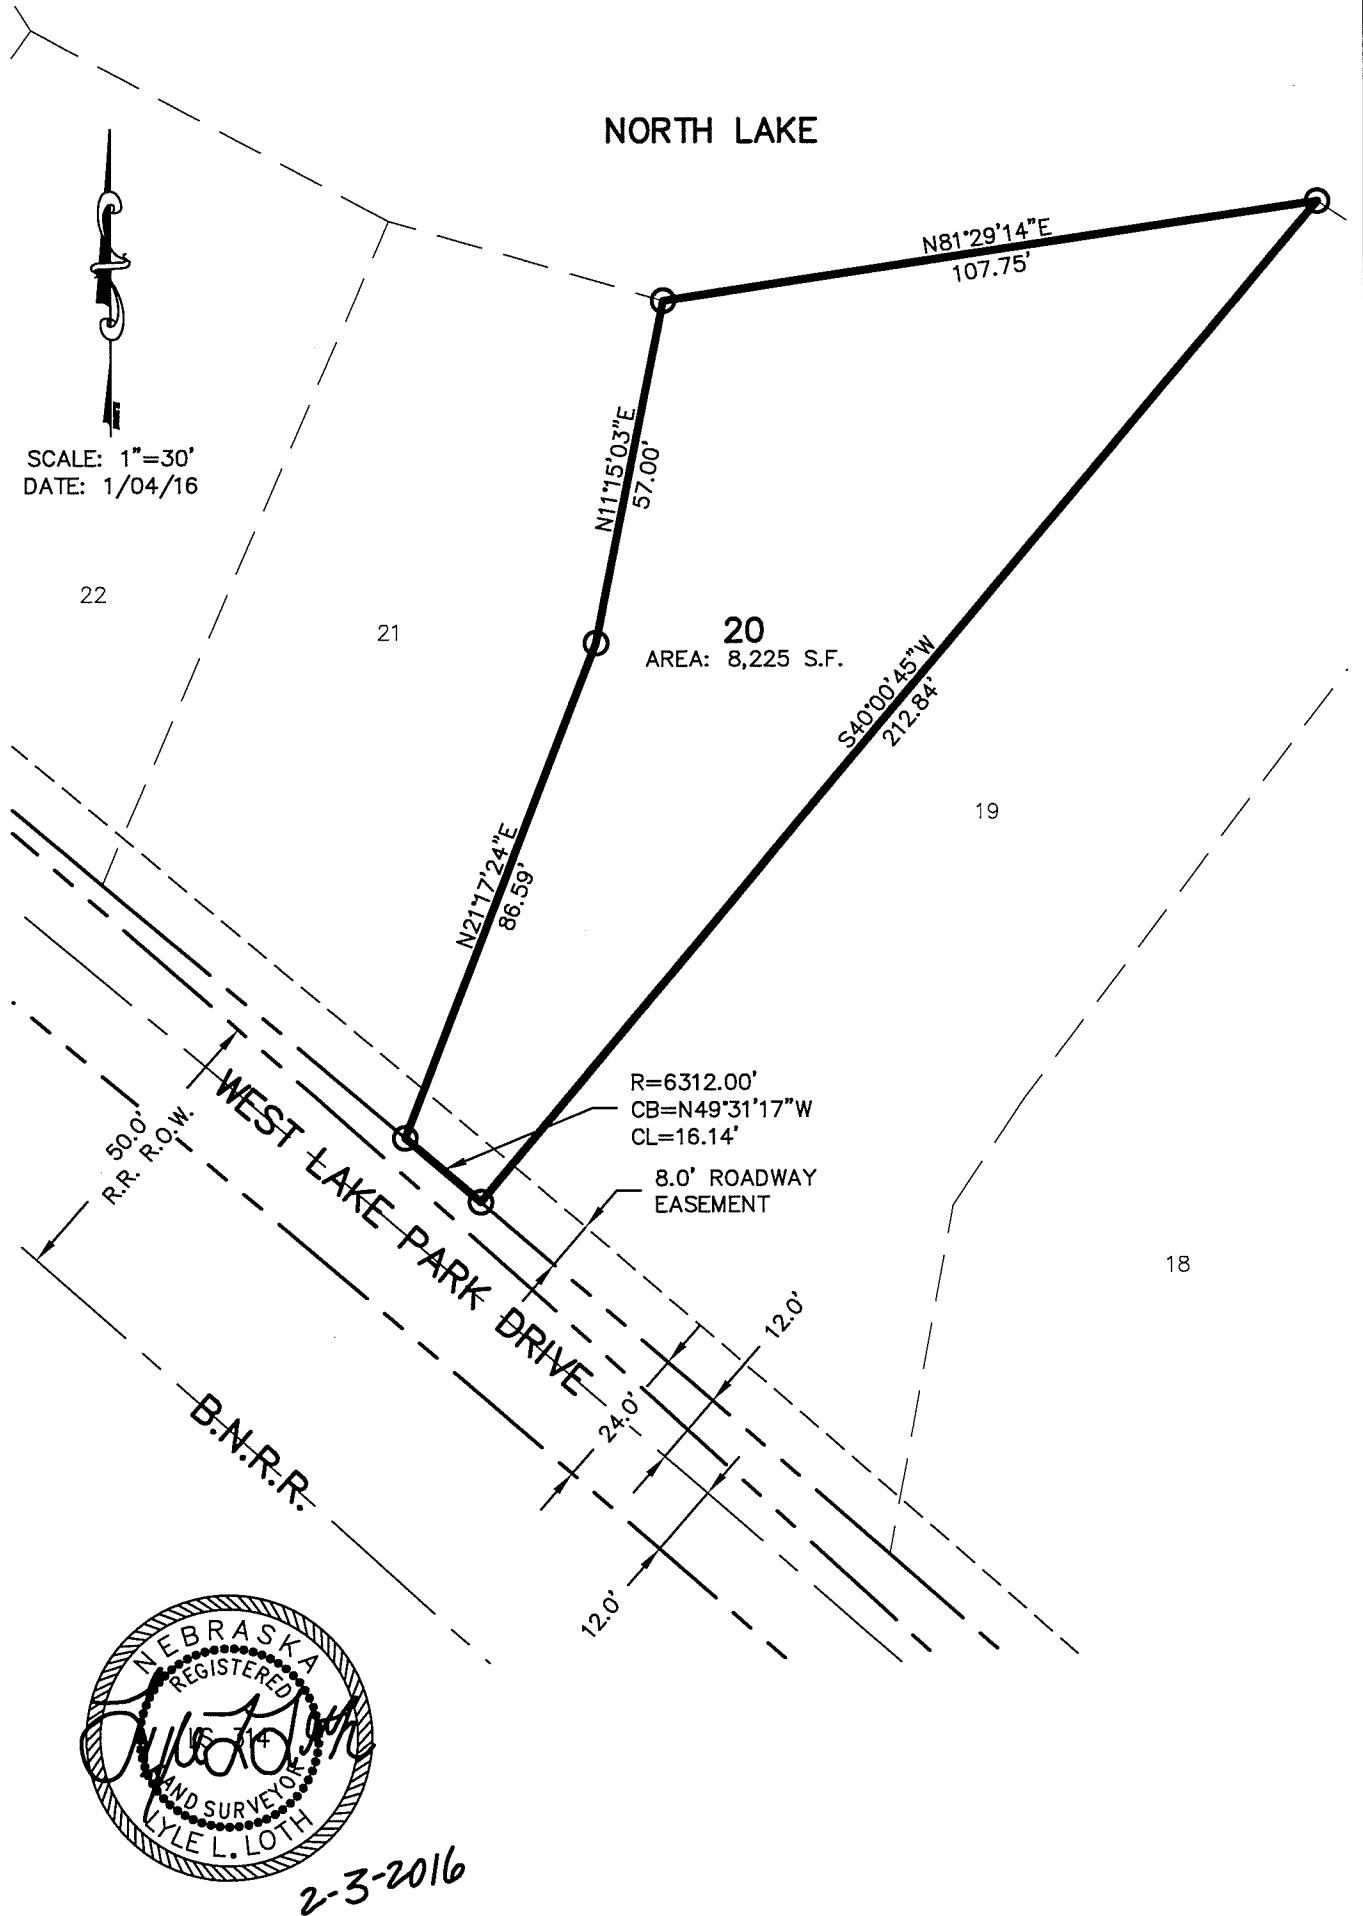 NORTH LAKE
N81°29'14"E
107.75'
SCALE: 1"=30'
DATE: 1/04/16
N11°15'03"E
57.00'
22
21
20
AREA: 8,225 S.F.
S40°00'45"W
212.84'
19
N21°17'24"E
86.59'
R=6312.00'
CB=N49°31'17"W
CL=16.14'
8.0' ROADWAY
EASEMENT
50.0'
R.R. R.O.W.
WEST LAKE PARK DRIVE
18
12.0'
24.0'
12.0'
B.N.R.R.
NEBRASKA
REGISTERED
LS 314
LAND SURVEYOR
LYLE L. LOTH
2-3-2016